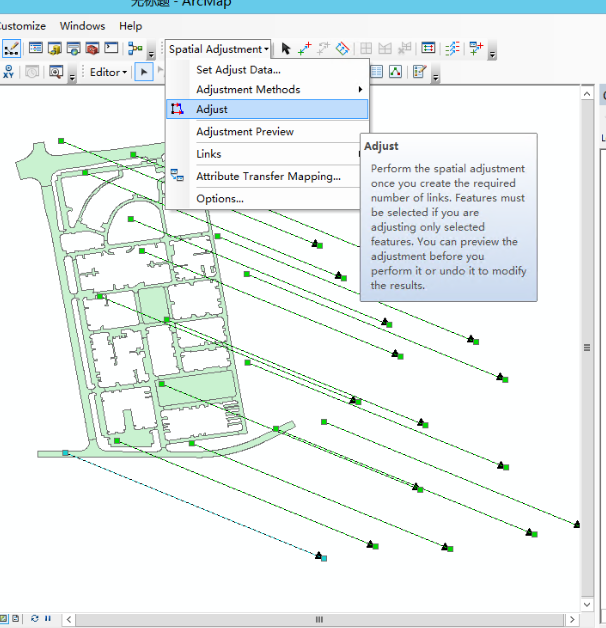 无标题 - ArcMap
Customize Windows Help
Spatial Adjustment
XY
Editor
Set Adjust Data...
Adjustment Methods
Adjust
Adjustment Preview
Links
Attribute Transfer Mapping...
Options...
Adjust
Perform the spatial adjustment
once you create the required
number of links. Features must
be selected if you are
adjusting only selected
features. You can preview the
adjustment before you
perform it or undo it to modify
the results.